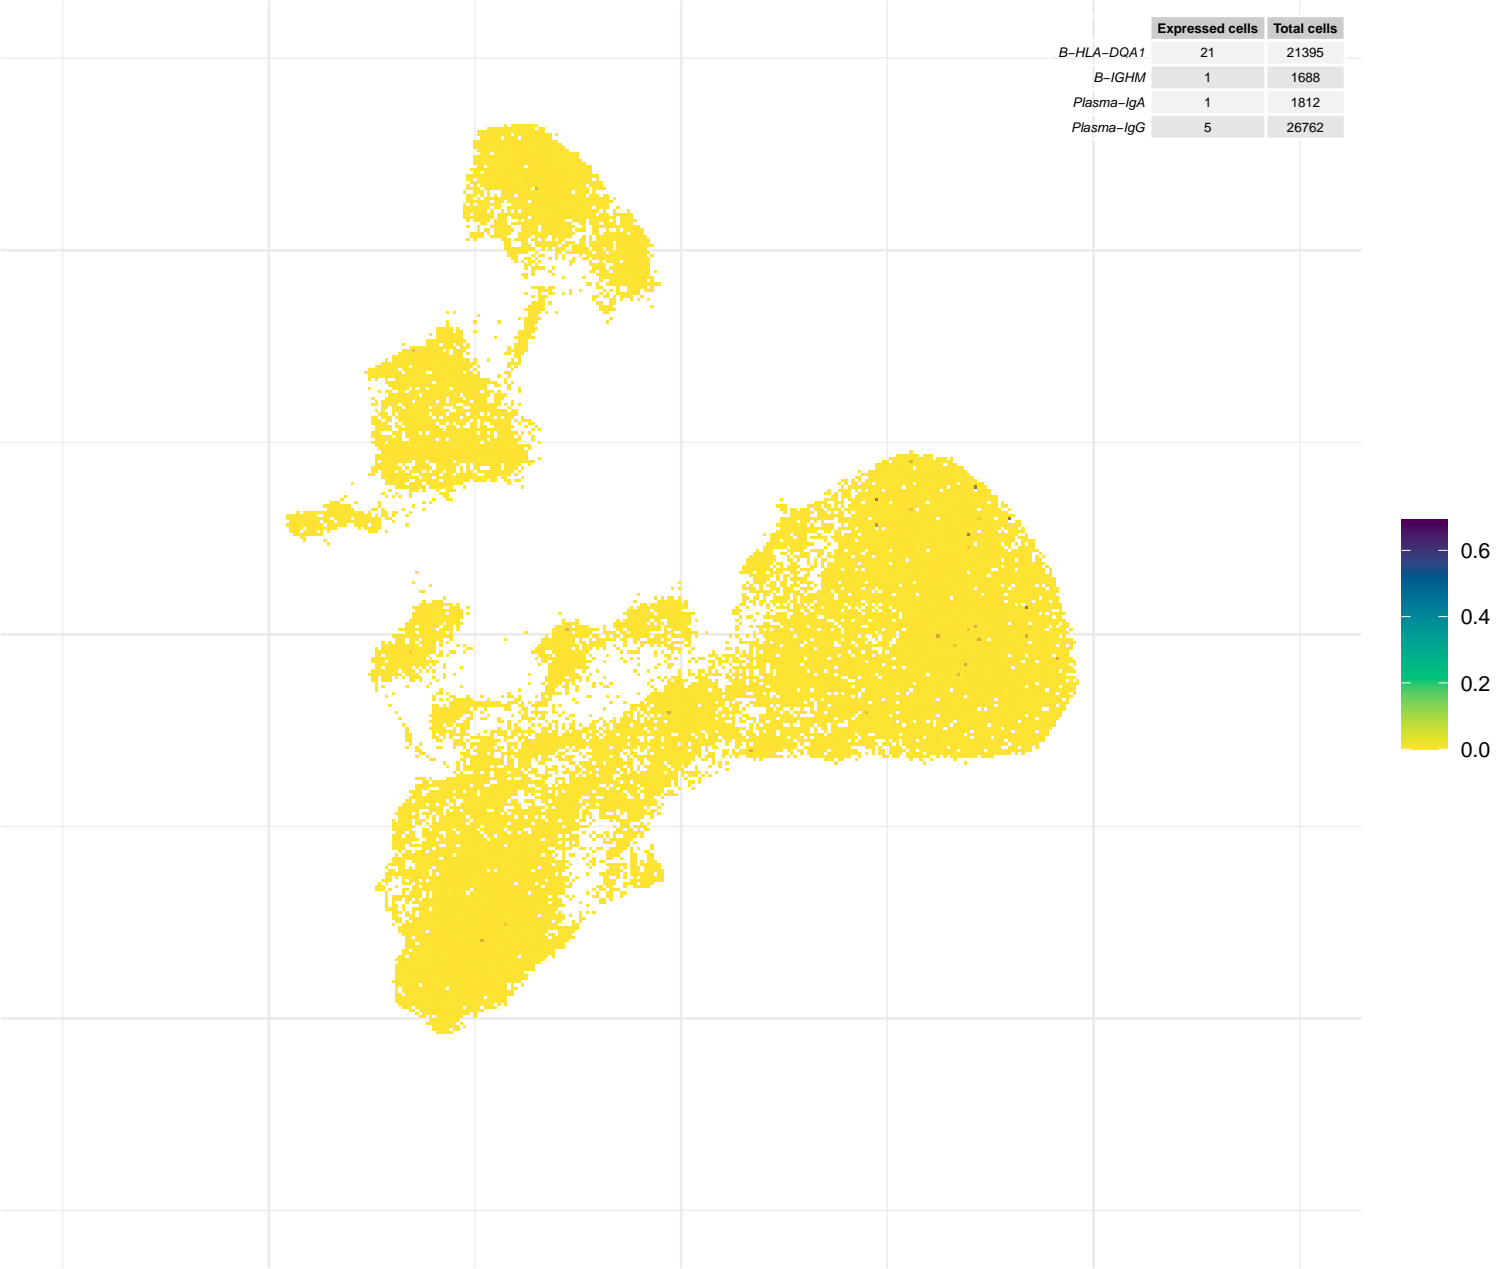 Expressed cells Total cells
B−HLA−DQA1 21 21395
B−IGHM 1 1688
Plasma−IgA 1 1812
Plasma−IgG 5 26762
0.6
0.4
0.2
0.0